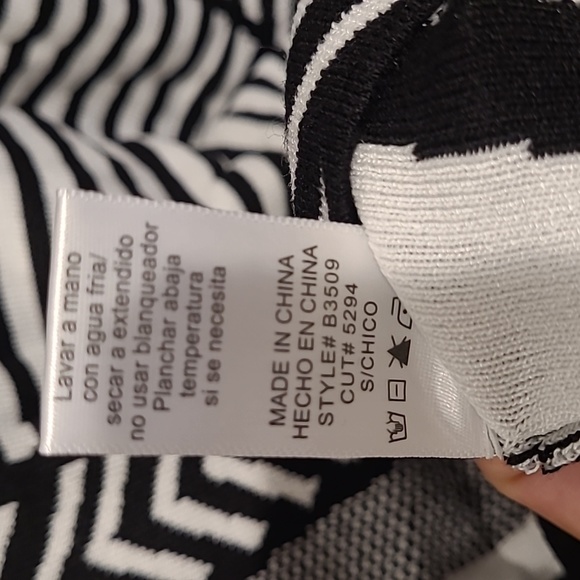 Lavar a mano
con agua fria/
secar a extendido
no usar blanqueador
Planchar abaja
temperatura
si se necesita
MADE IN CHINA
HECHO EN CHINA
STYLE# B3509
CUT# 5294
S/CHICO